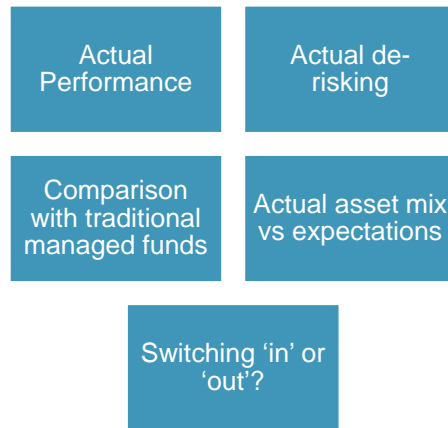 Actual
Performance
Actual de-
risking
Comparison
with traditional
managed funds
Actual asset mix
vs expectations
Switching ‘in’ or
‘out’?